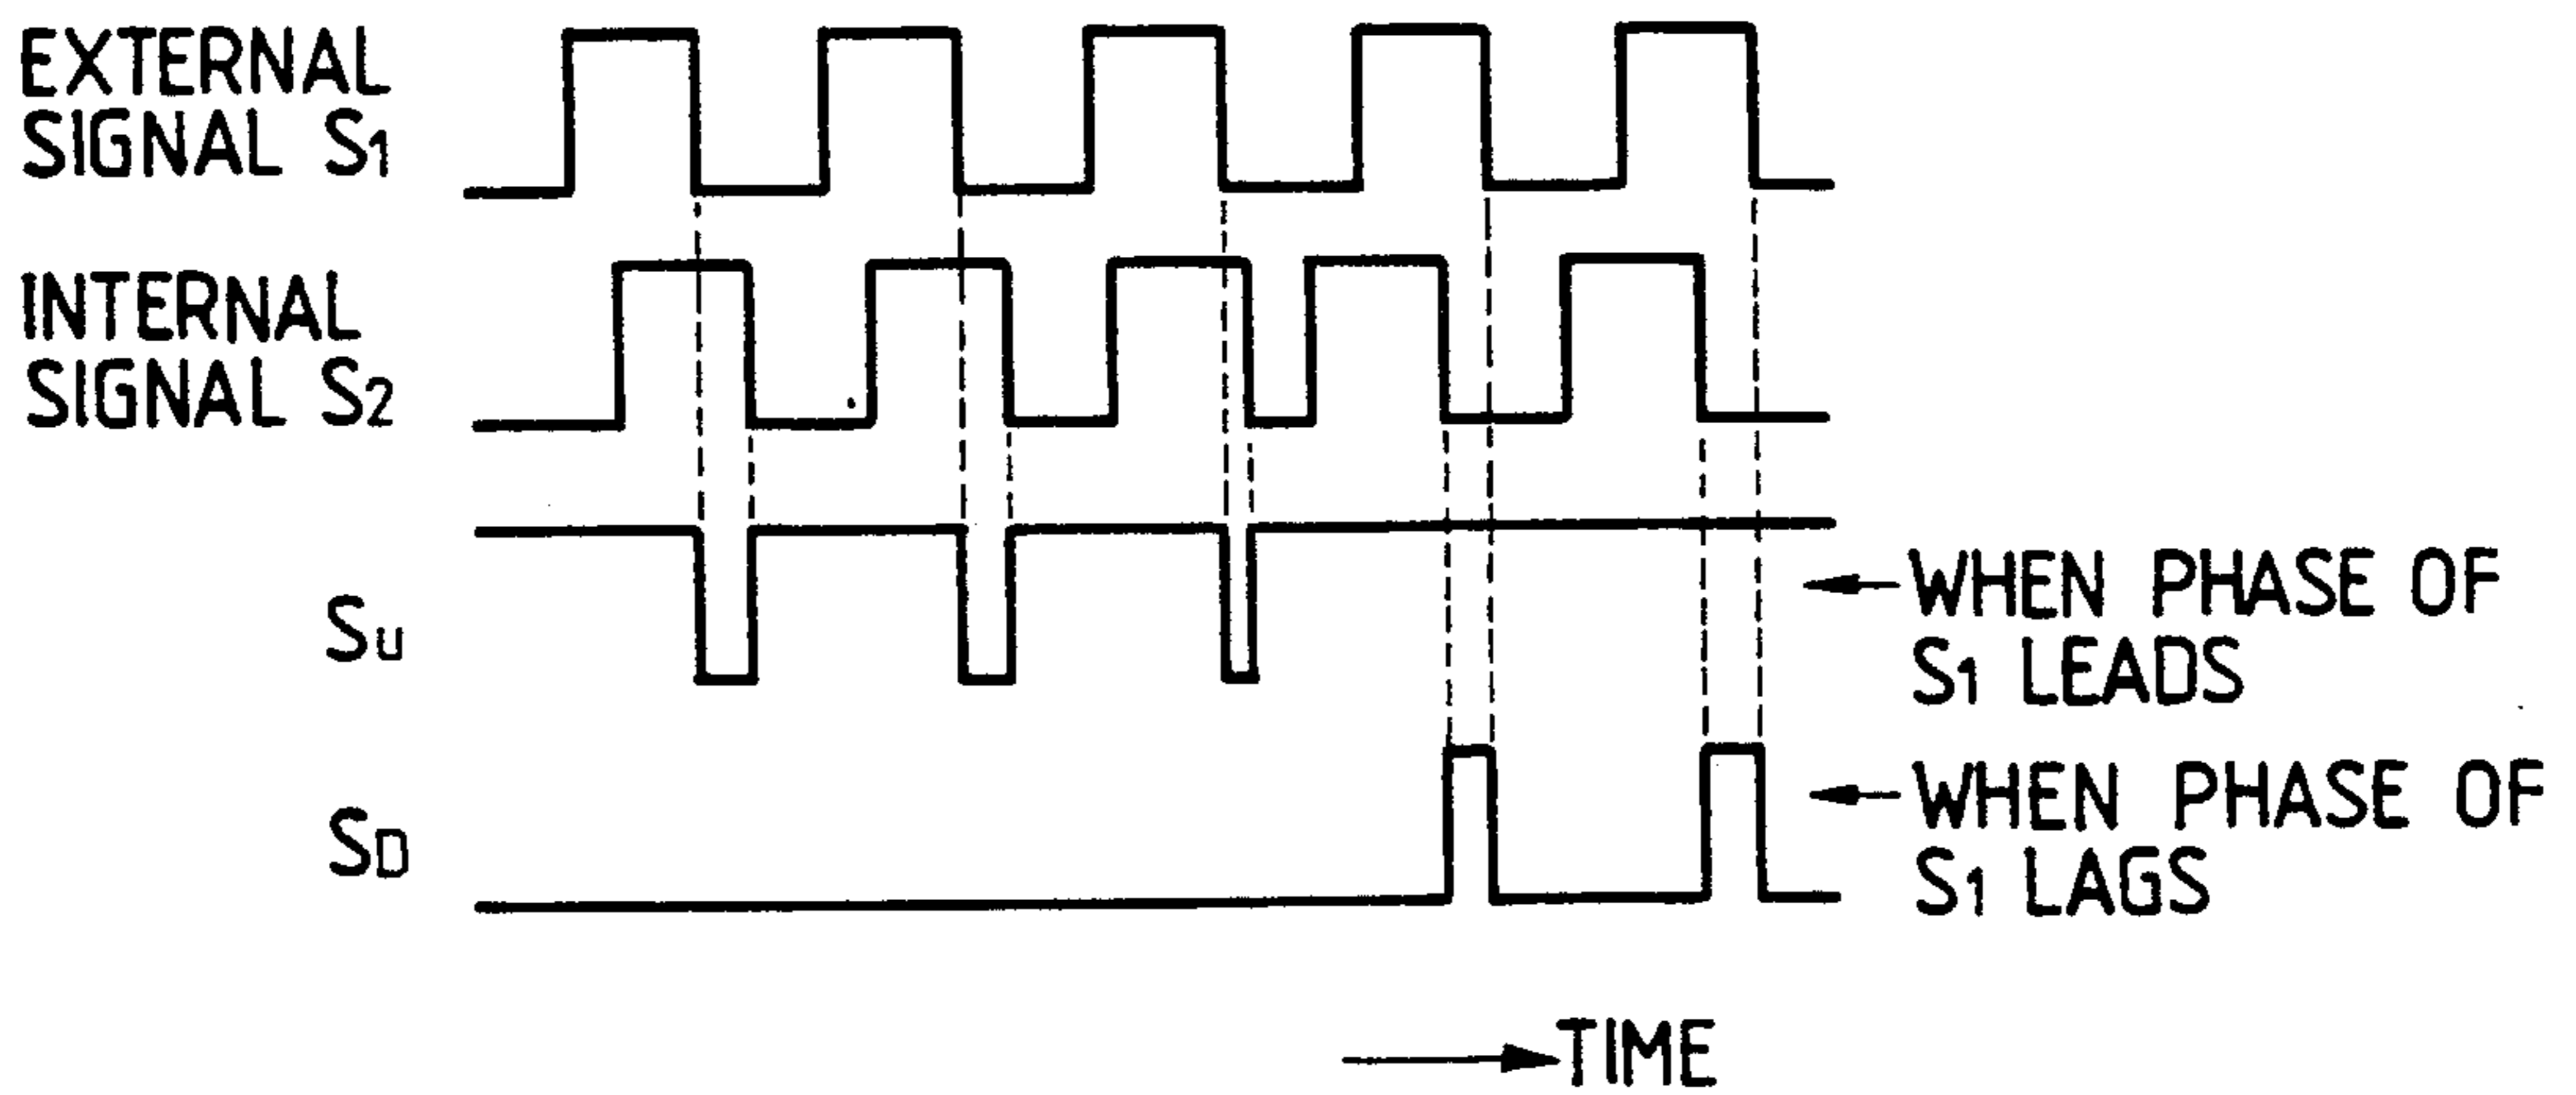 EXTERNAL
SIGNAL S1
INTERNAL
SIGNAL S2
Su
WHEN PHASE OF
S1 LEADS
SD
WHEN PHASE OF
S1 LAGS
TIME